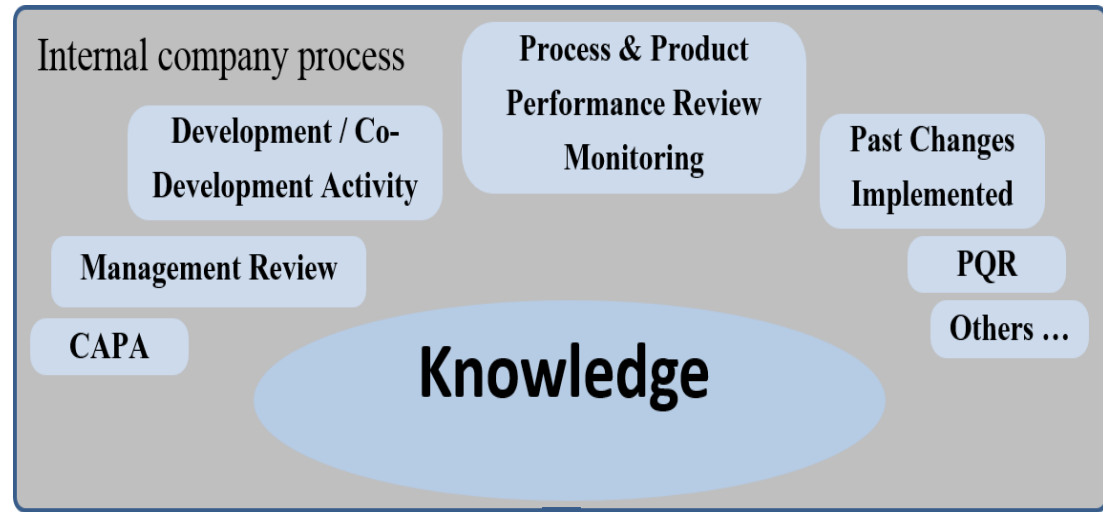 Internal company process
Process & Product
Performance Review
Monitoring
Development / Co-
Development Activity
Past Changes
Implemented
Management Review
PQR
CAPA
Others ...
Knowledge